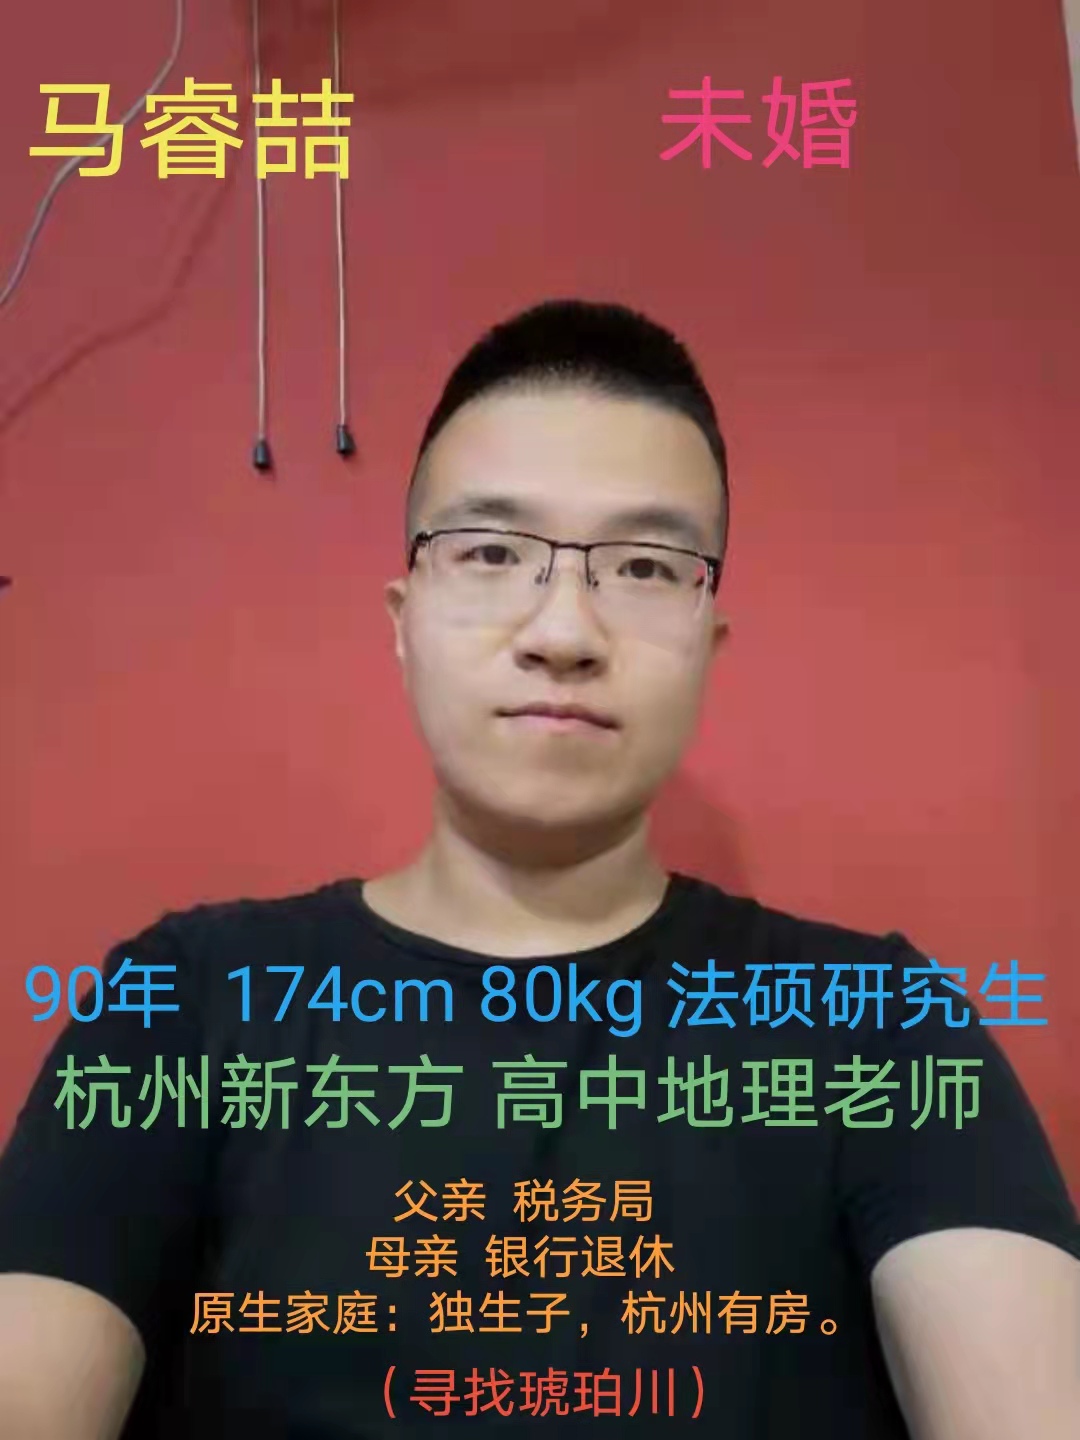 马睿喆 未婚
90年 174cm 80kg 法硕研究生
杭州新东方 高中地理老师
父亲 税务局
母亲 银行退休
原生家庭：独生子，杭州有房。
（寻找琥珀川）